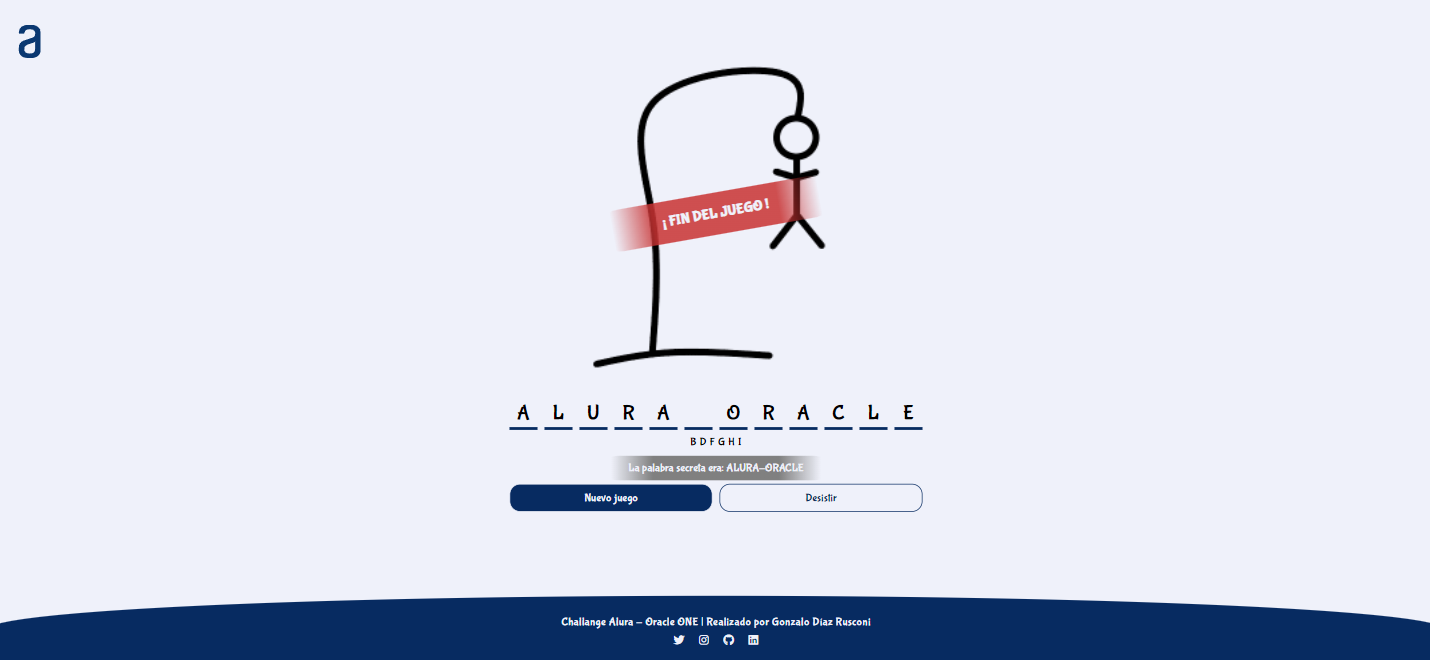 a
¡ FIN DEL JUEGO !
A L U R A   O R A C L E
B D F G H I
La palabra secreta era: ALURA-ORACLE
Nuevo juego
Desistir
Challange Alura - Oracle ONE | Realizado por Gonzalo Díaz Rusconi